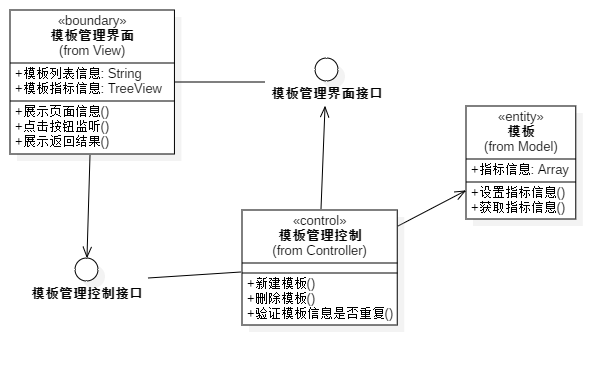 «boundary»
模板管理界面
(from View)
+模板列表信息: String
+模板指标信息: TreeView
+展示页面信息()
+点击按钮监听()
+展示返回结果()
模板管理界面接口
«entity»
模板
(from Model)
+指标信息: Array
+设置指标信息()
+获取指标信息()
模板管理控制接口
«control»
模板管理控制
(from Controller)
+新建模板()
+删除模板()
+验证模板信息是否重复()